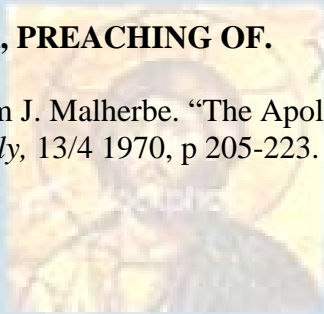 , PREACHING OF.
n J. Malherbe. “The Apol
ly, 13/4 1970, p 205-223.